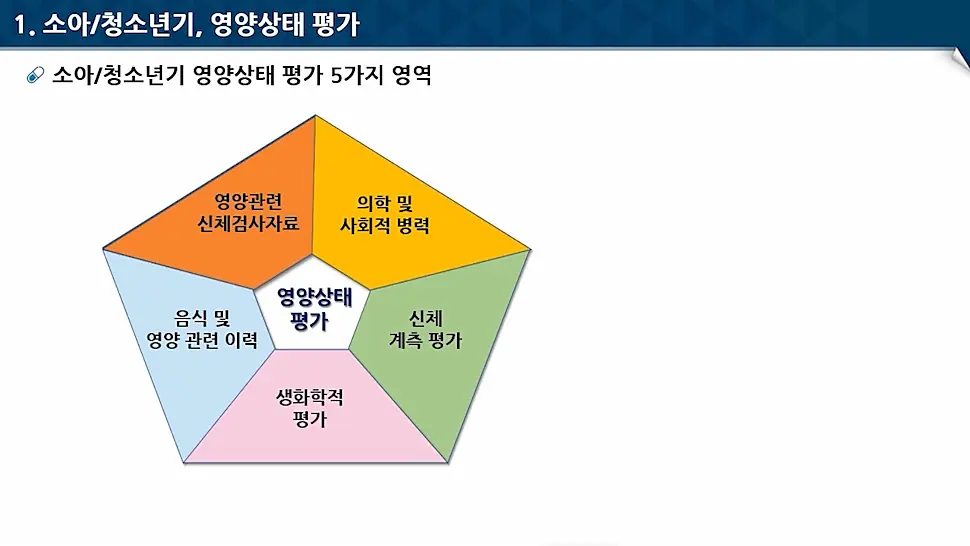 1. 소아/청소년기, 영양상태 평가
소아/청소년기 영양상태 평가 5가지 영역
영양관련
신체검사자료
의학 및
사회적 병력
영양상태
평가
음식 및
영양 관련 이력
신체
계측 평가
생화학적
평가